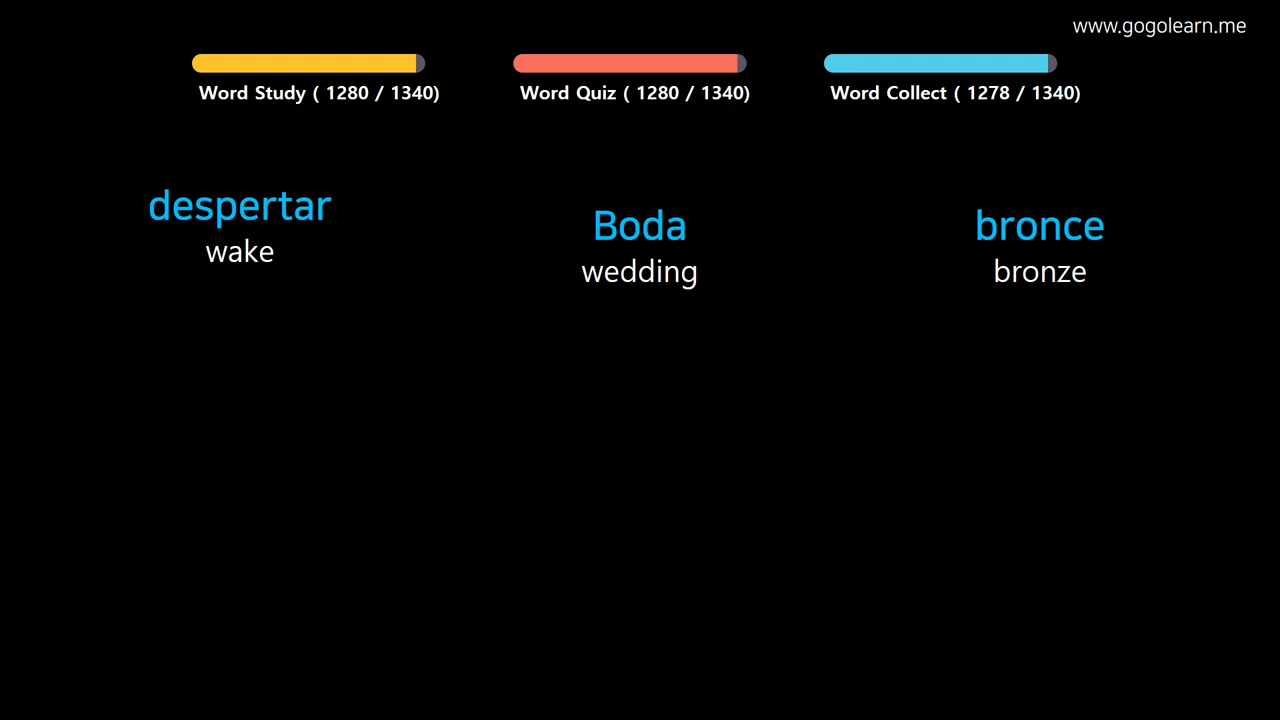 www.gogolearn.me
Word Study ( 1280 / 1340)
Word Quiz ( 1280 / 1340)
Word Collect ( 1278 / 1340)
despertar
wake
Boda
wedding
bronce
bronze